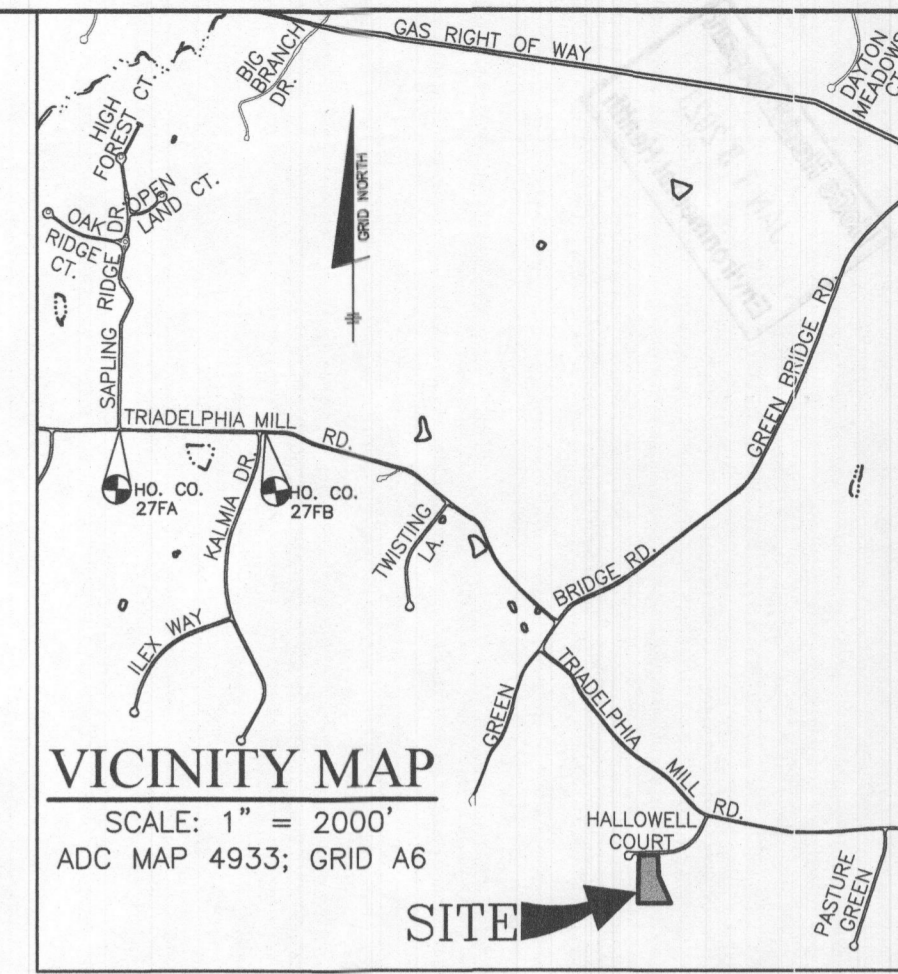 GAS RIGHT OF WAY
BIG
BRANCH
DR.
DAYTON
MEADOWS
CT.
HIGH
FOREST CT.
OPEN
LAND CT.
OAK
RIDGE
CT.
SAPLING RIDGE DR.
GRID NORTH
GREEN BRIDGE RD.
TRIADELPHIA MILL RD.
HO. CO.
27FA
KALMIA DR.
HO. CO.
27FB
TWISTING
LA.
BRIDGE RD.
ILEX WAY
GREEN
TRIADELPHIA MILL RD.
VICINITY MAP
SCALE: 1" = 2000'
ADC MAP 4933; GRID A6
HALLOWELL
COURT
PASTURE
GREEN
SITE